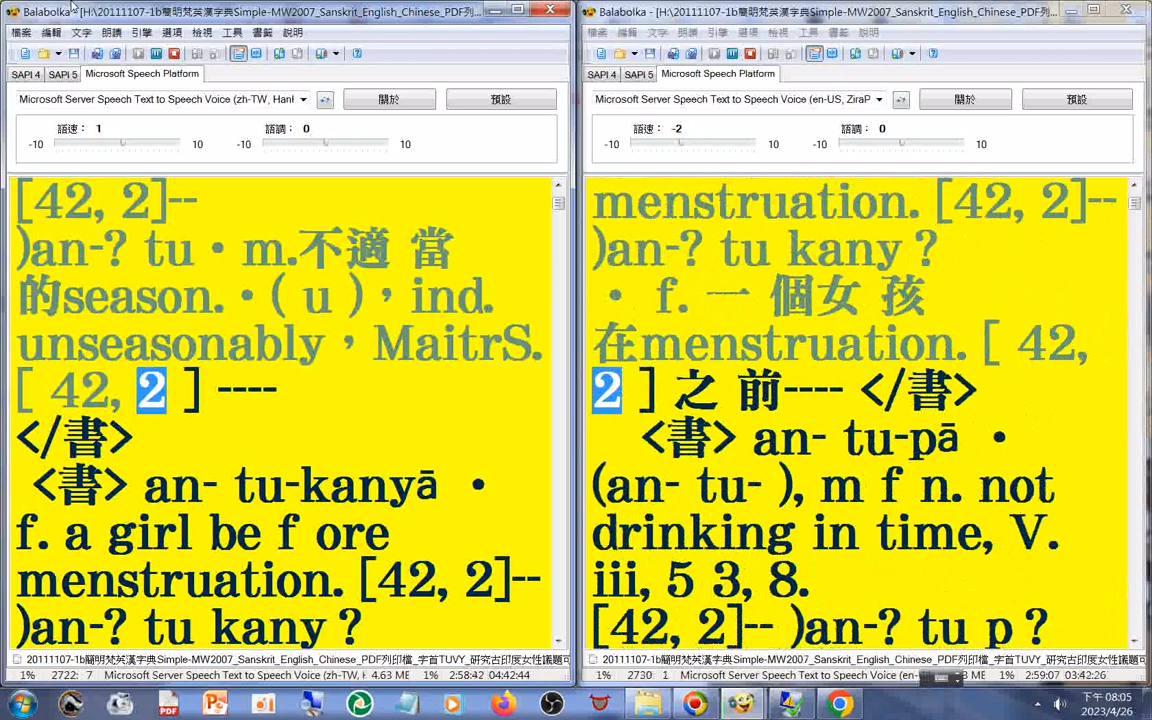 Balabolka - [H:\20111107-1b簡明梵英漢字典Simple-MW2007_Sanskrit_English_Chinese_PDF列...
檔案 編輯 文字 朗讀 引擎 選項 檢視 工具 書籤 說明
SAPI 4 SAPI 5 Microsoft Speech Platform
Microsoft Server Speech Text to Speech Voice (zh-TW, Hanl
關於 預設
語速： 1 語調： 0
-10 10 -10 10
[42, 2]--
)an-? tu・m.不適 當
的season.・( u )，ind.
unseasonably，MaitrS.
[ 42, 2 ] ----
</書>
<書> an- tu-kanyā ・
f. a girl be f ore
menstruation. [42, 2]--
)an-? tu kany？
20111107-1b簡明梵英漢字典Simple-MW2007_Sanskrit_English_Chinese_PDF列印檔_字首TUVY_研究古印度女性議題可
1% 2722: 7 Microsoft Server Speech Text to Speech Voice (zh-TW, H 4.63 MB 1% 2:58:42 04:42:44
Balabolka - [H:\20111107-1b簡明梵英漢字典Simple-MW2007_Sanskrit_English_Chinese_PDF列印...
檔案 編輯 文字 朗讀 引擎 選項 檢視 工具 書籤 說明
SAPI 4 SAPI 5 Microsoft Speech Platform
Microsoft Server Speech Text to Speech Voice (en-US, ZiraP
關於 預設
語速： -2 語調： 0
-10 10 -10 10
menstruation. [42, 2]--
)an-? tu kany？
・ f. 一 個女 孩
在menstruation. [ 42,
2 ] 之 前---- </書>
<書> an- tu-pā ・
(an- tu- ), m f n. not
drinking in time, V.
iii, 5 3, 8.
[42, 2]-- )an-? tu p？
20111107-1b簡明梵英漢字典Simple-MW2007_Sanskrit_English_Chinese_PDF列印檔_字首TUVY_研究古印度女性議題可
1% 2730: 1 Microsoft Server Speech Text to Speech Voice (en-US, Z 3 MB 1% 2:59:07 03:42:26
下午 08:05
2023/4/26